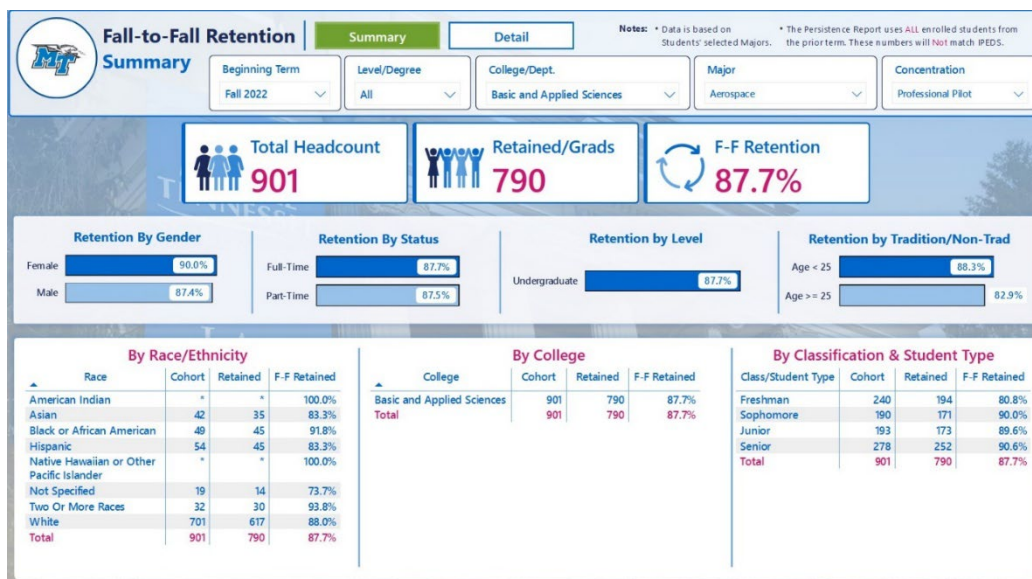 MT
Fall-to-Fall Retention
Summary
Summary
Detail
Notes: • Data is based on
Students' selected Majors.
• The Persistence Report uses ALL enrolled students from
the prior term. These numbers will Not match IPEDS.
Beginning Term
Fall 2022
Level/Degree
All
College/Dept.
Basic and Applied Sciences
Major
Aerospace
Concentration
Professional Pilot
Total Headcount
901
Retained/Grads
790
F-F Retention
87.7%
Retention By Gender
Female 90.0%
Male 87.4%
Retention By Status
Full-Time 87.7%
Part-Time 87.5%
Retention by Level
Undergraduate 87.7%
Retention by Tradition/Non-Trad
Age < 25 88.3%
Age >= 25 82.9%
By Race/Ethnicity
Race Cohort Retained F-F Retained
American Indian * * 100.0%
Asian 42 35 83.3%
Black or African American 49 45 91.8%
Hispanic 54 45 83.3%
Native Hawaiian or Other * * 100.0%
Pacific Islander
Not Specified 19 14 73.7%
Two Or More Races 32 30 93.8%
White 701 617 88.0%
Total 901 790 87.7%
By College
College Cohort Retained F-F Retained
Basic and Applied Sciences 901 790 87.7%
Total 901 790 87.7%
By Classification & Student Type
Class/Student Type Cohort Retained F-F Retained
Freshman 240 194 80.8%
Sophomore 190 171 90.0%
Junior 193 173 89.6%
Senior 278 252 90.6%
Total 901 790 87.7%